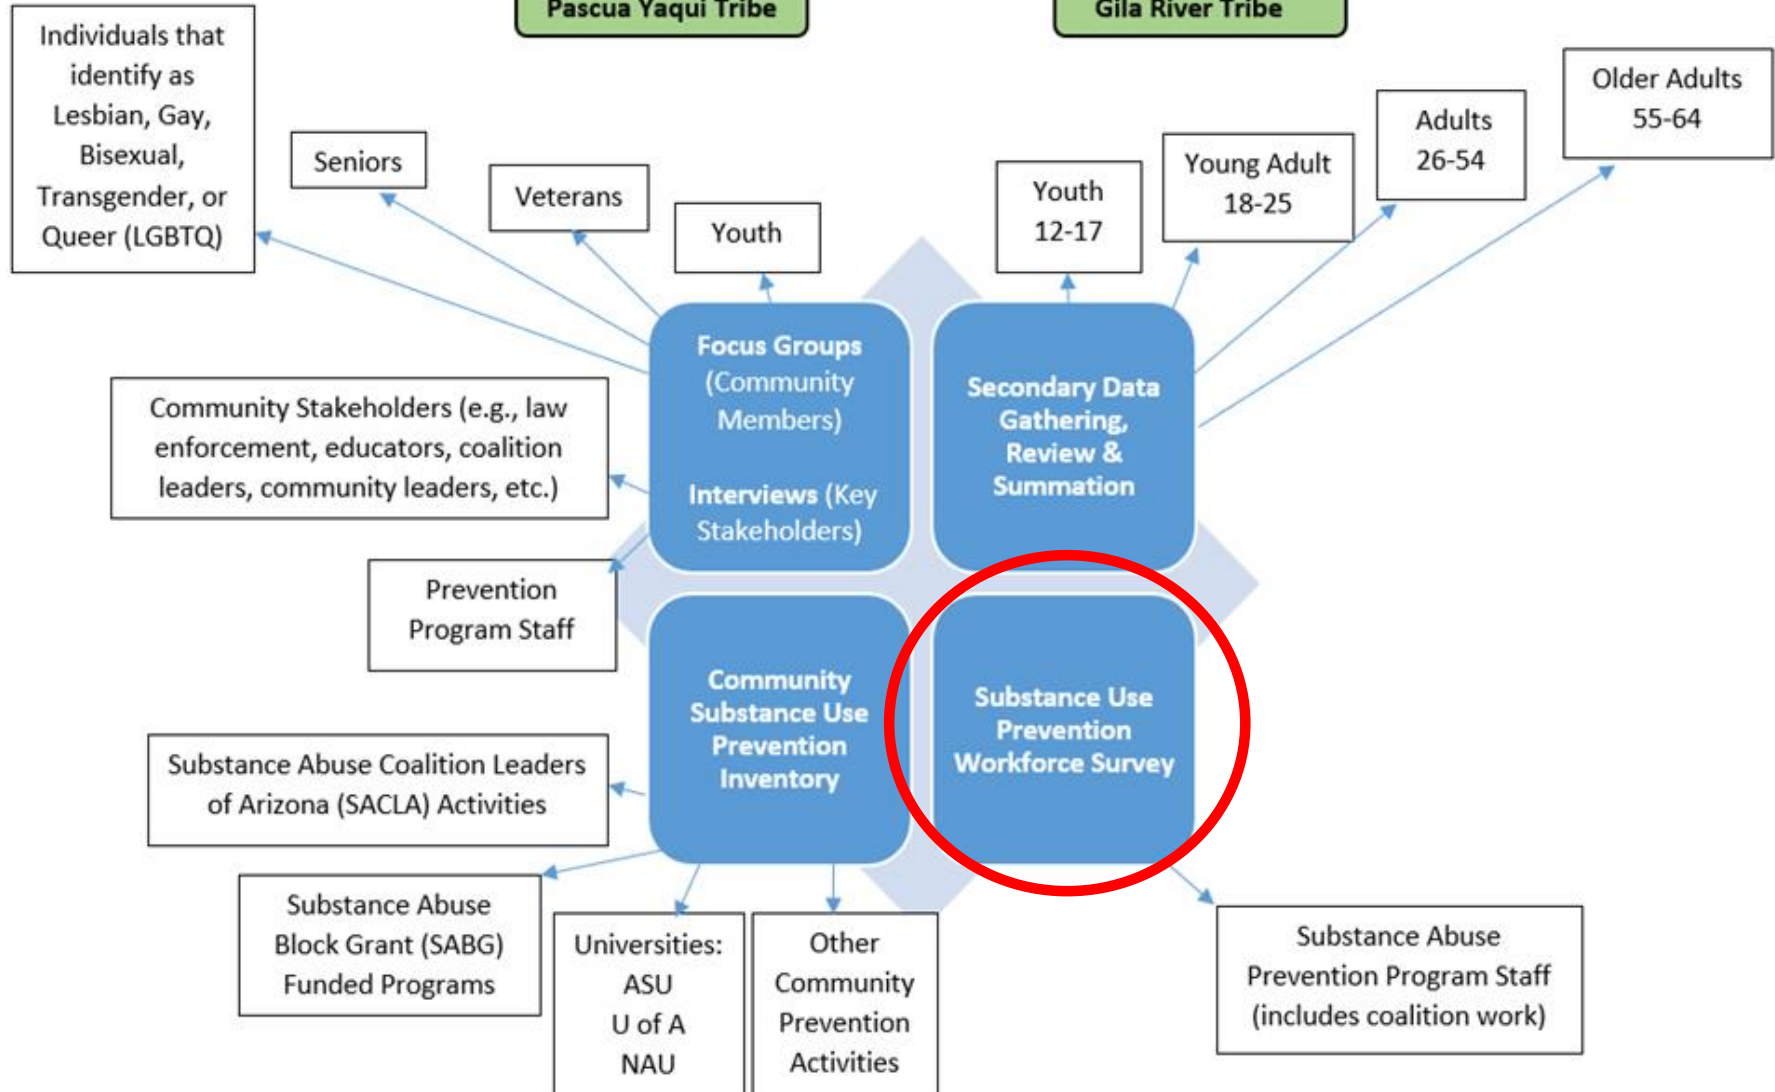 Pascua Yaqui Tribe
Gila River Tribe
Individuals that
identify as
Lesbian, Gay,
Bisexual,
Transgender, or
Queer (LGBTQ)
Seniors
Veterans
Youth
Youth
12-17
Young Adult
18-25
Adults
26-54
Older Adults
55-64
Focus Groups
(Community
Members)
Interviews (Key
Stakeholders)
Secondary Data
Gathering,
Review &
Summation
Community Stakeholders (e.g., law
enforcement, educators, coalition
leaders, community leaders, etc.)
Prevention
Program Staff
Community
Substance Use
Prevention
Inventory
Substance Use
Prevention
Workforce Survey
Substance Abuse Coalition Leaders
of Arizona (SACLA) Activities
Substance Abuse
Block Grant (SABG)
Funded Programs
Universities:
ASU
U of A
NAU
Other
Community
Prevention
Activities
Substance Abuse
Prevention Program Staff
(includes coalition work)